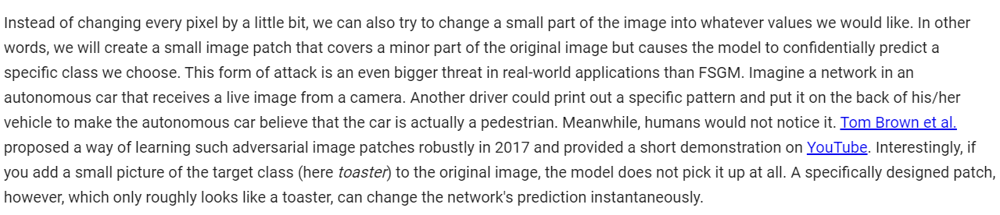 Instead of changing every pixel by a little bit, we can also try to change a small part of the image into whatever values we would like. In other
words, we will create a small image patch that covers a minor part of the original image but causes the model to confidentially predict a
specific class we choose. This form of attack is an even bigger threat in real-world applications than FSGM. Imagine a network in an
autonomous car that receives a live image from a camera. Another driver could print out a specific pattern and put it on the back of his/her
vehicle to make the autonomous car believe that the car is actually a pedestrian. Meanwhile, humans would not notice it. Tom Brown et al.
proposed a way of learning such adversarial image patches robustly in 2017 and provided a short demonstration on YouTube. Interestingly, if
you add a small picture of the target class (here toaster) to the original image, the model does not pick it up at all. A specifically designed patch,
however, which only roughly looks like a toaster, can change the network's prediction instantaneously.